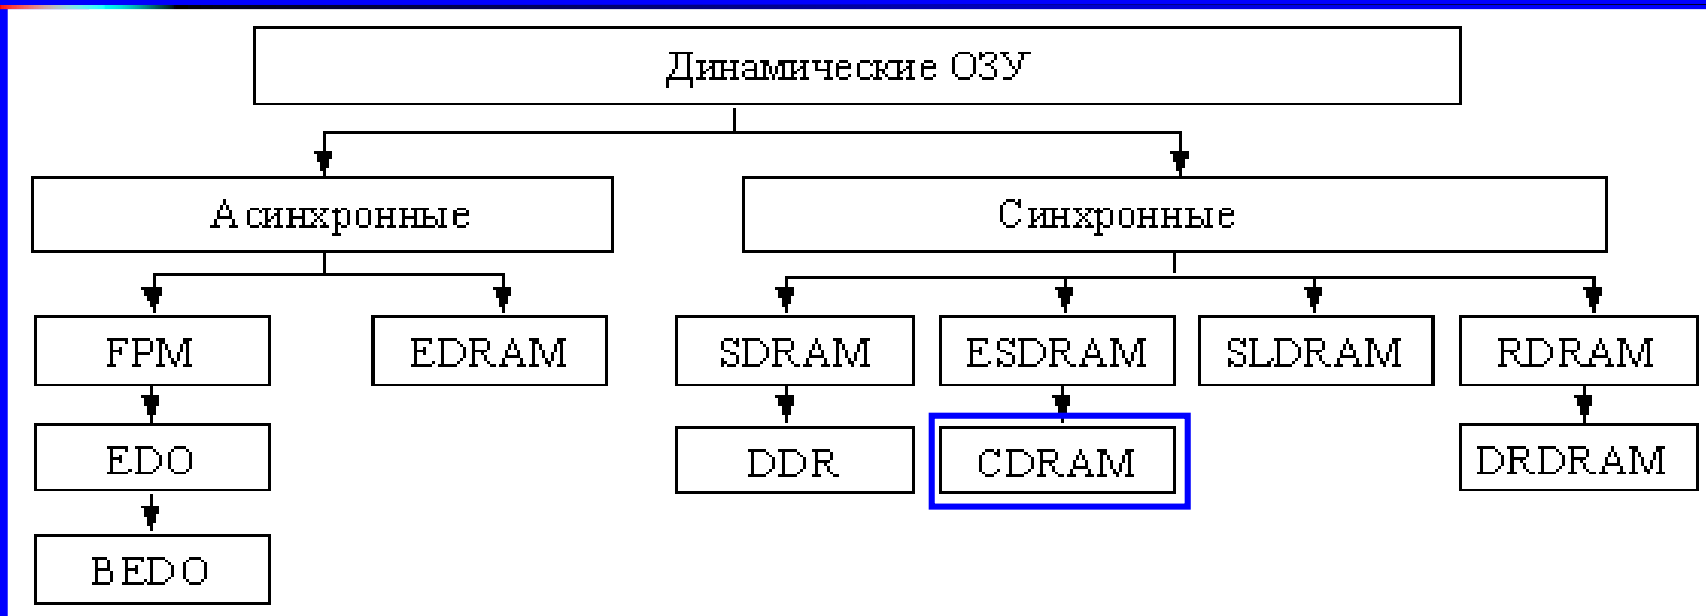 Динамические ОЗУ
Асинхронные
Синхронные
FPM
EDRAM
SDRAM
ESDRAM
SLDRAM
RDRAM
EDO
DDR
CDRAM
DRDRAM
BEDO